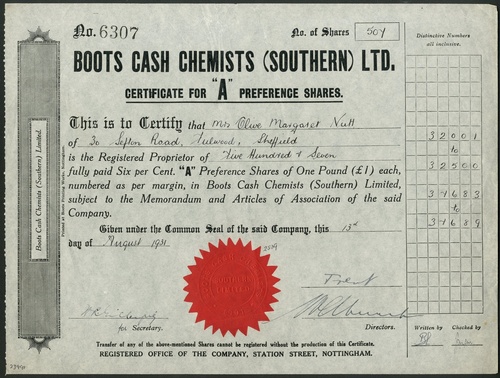 No. 6307
No. of Shares 507
Distinctive Numbers
all inclusive.
BOOTS CASH CHEMISTS (SOUTHERN) LTD.
CERTIFICATE FOR "A" PREFERENCE SHARES.
This is to Certify that Mrs Olive Margaret Nutt
of 30 Sefton Road, Fulwood, Sheffield
is the Registered Proprietor of Five Hundred & Seven
fully paid Six per Cent. "A" Preference Shares of One Pound (£1) each,
numbered as per margin, in Boots Cash Chemists (Southern) Limited,
subject to the Memorandum and Articles of Association of the said
Company.
Given under the Common Seal of the said Company, this 13th
day of August 1931
32001
to
32500
34683
to
34689
Trent
for Secretary.
Directors.
Written by
Checked by
Transfer of any of the above-mentioned Shares cannot be registered without the production of this Certificate.
REGISTERED OFFICE OF THE COMPANY, STATION STREET, NOTTINGHAM.
Boots Cash Chemists (Southern) Limited.